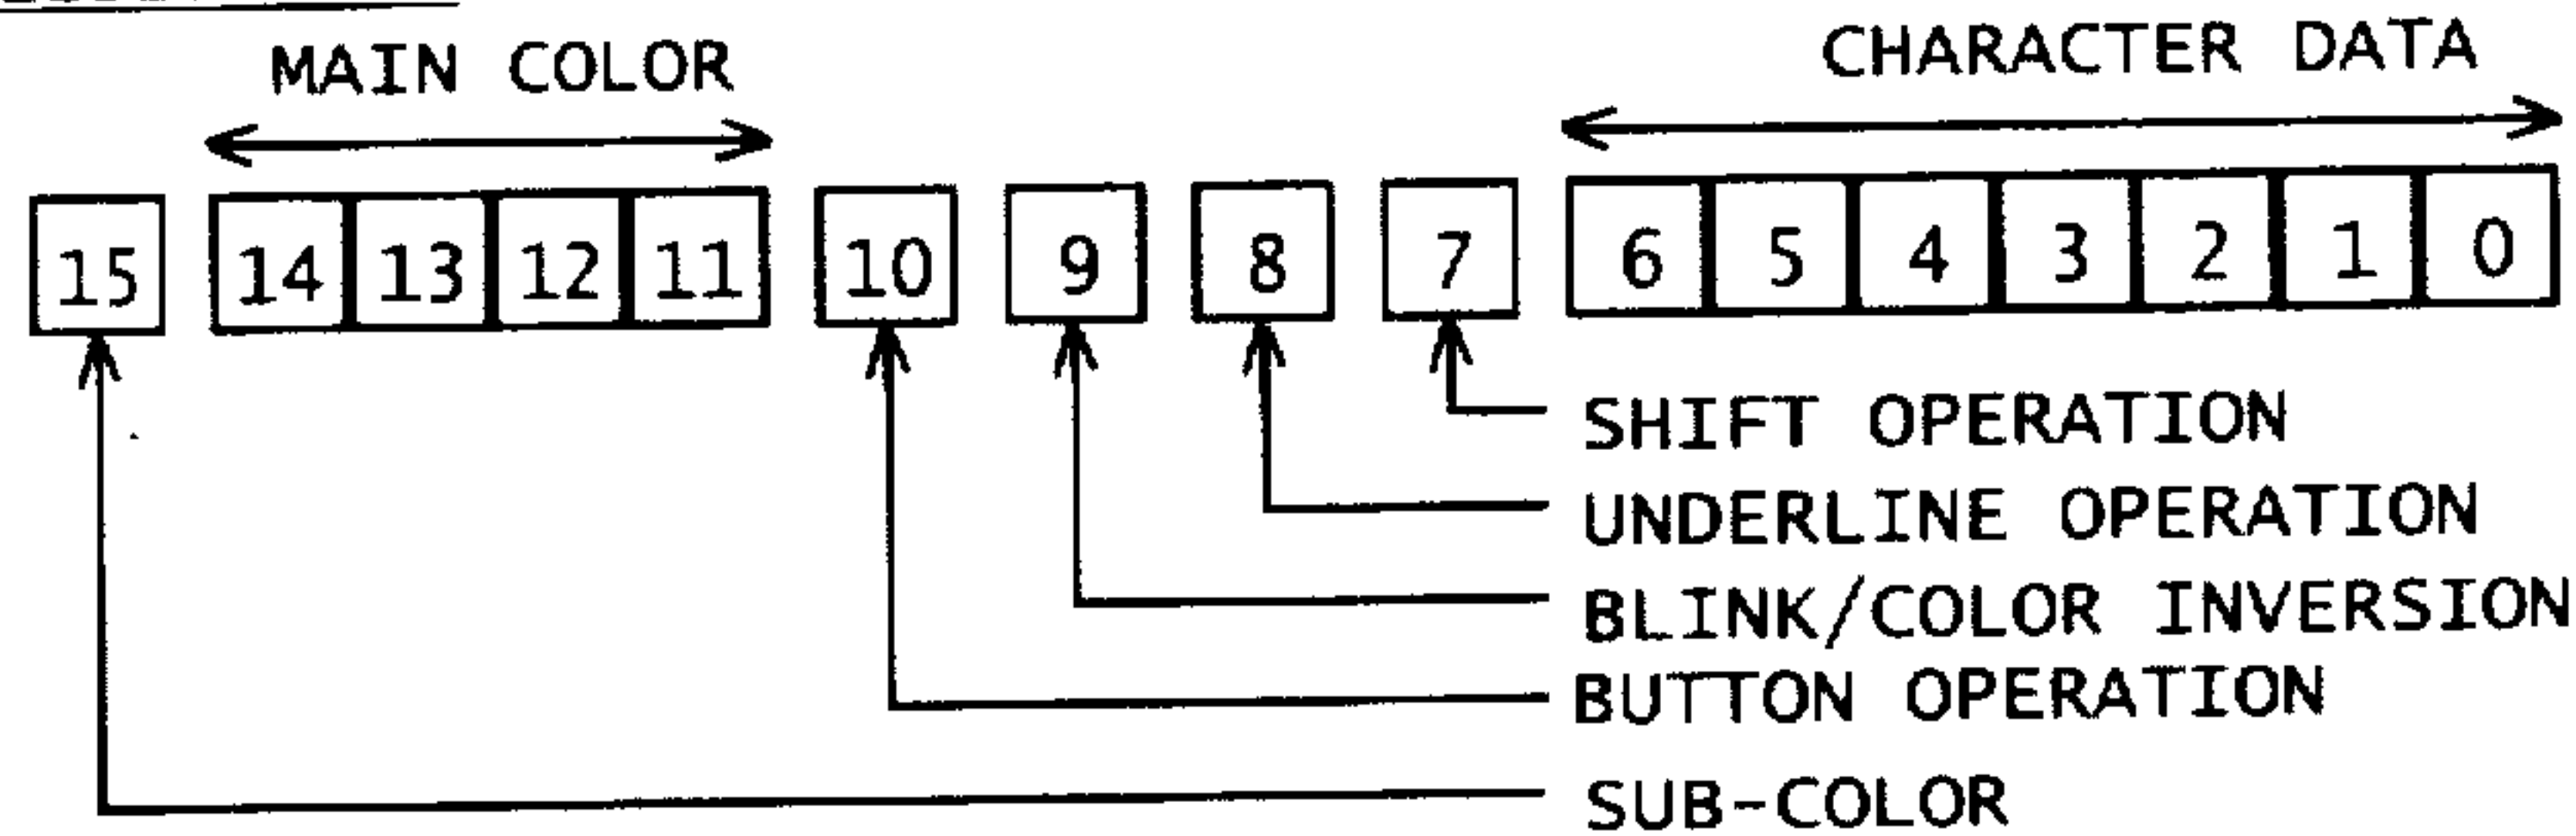 MAIN COLOR CHARACTER DATA
15 14 13 12 11 10 9 8 7 6 5 4 3 2 1 0
SHIFT OPERATION
UNDERLINE OPERATION
BLINK/COLOR INVERSION
BUTTON OPERATION
SUB-COLOR